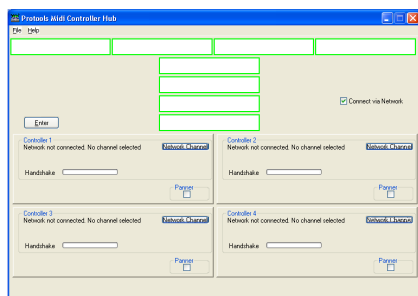 Protools Midi Controller Hub
File Help
Connect via Network
Enter
Controller 1
Network not connected. No channel selected Network Channel
Handshake
Panner
Controller 2
Network not connected. No channel selected Network Channel
Handshake
Panner
Controller 3
Network not connected. No channel selected Network Channel
Handshake
Panner
Controller 4
Network not connected. No channel selected Network Channel
Handshake
Panner